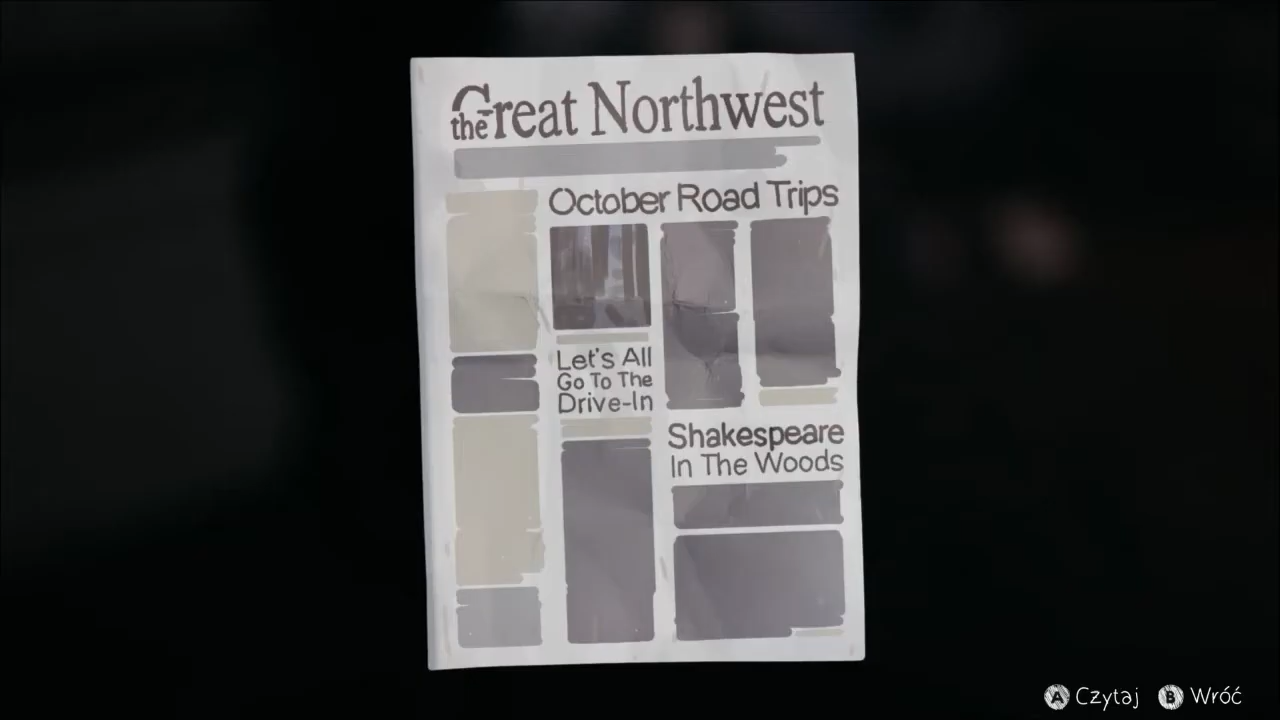 the Great Northwest
October Road Trips
Let's All
Go To The
Drive-In
Shakespeare
In The Woods
A Czytaj B Wróć